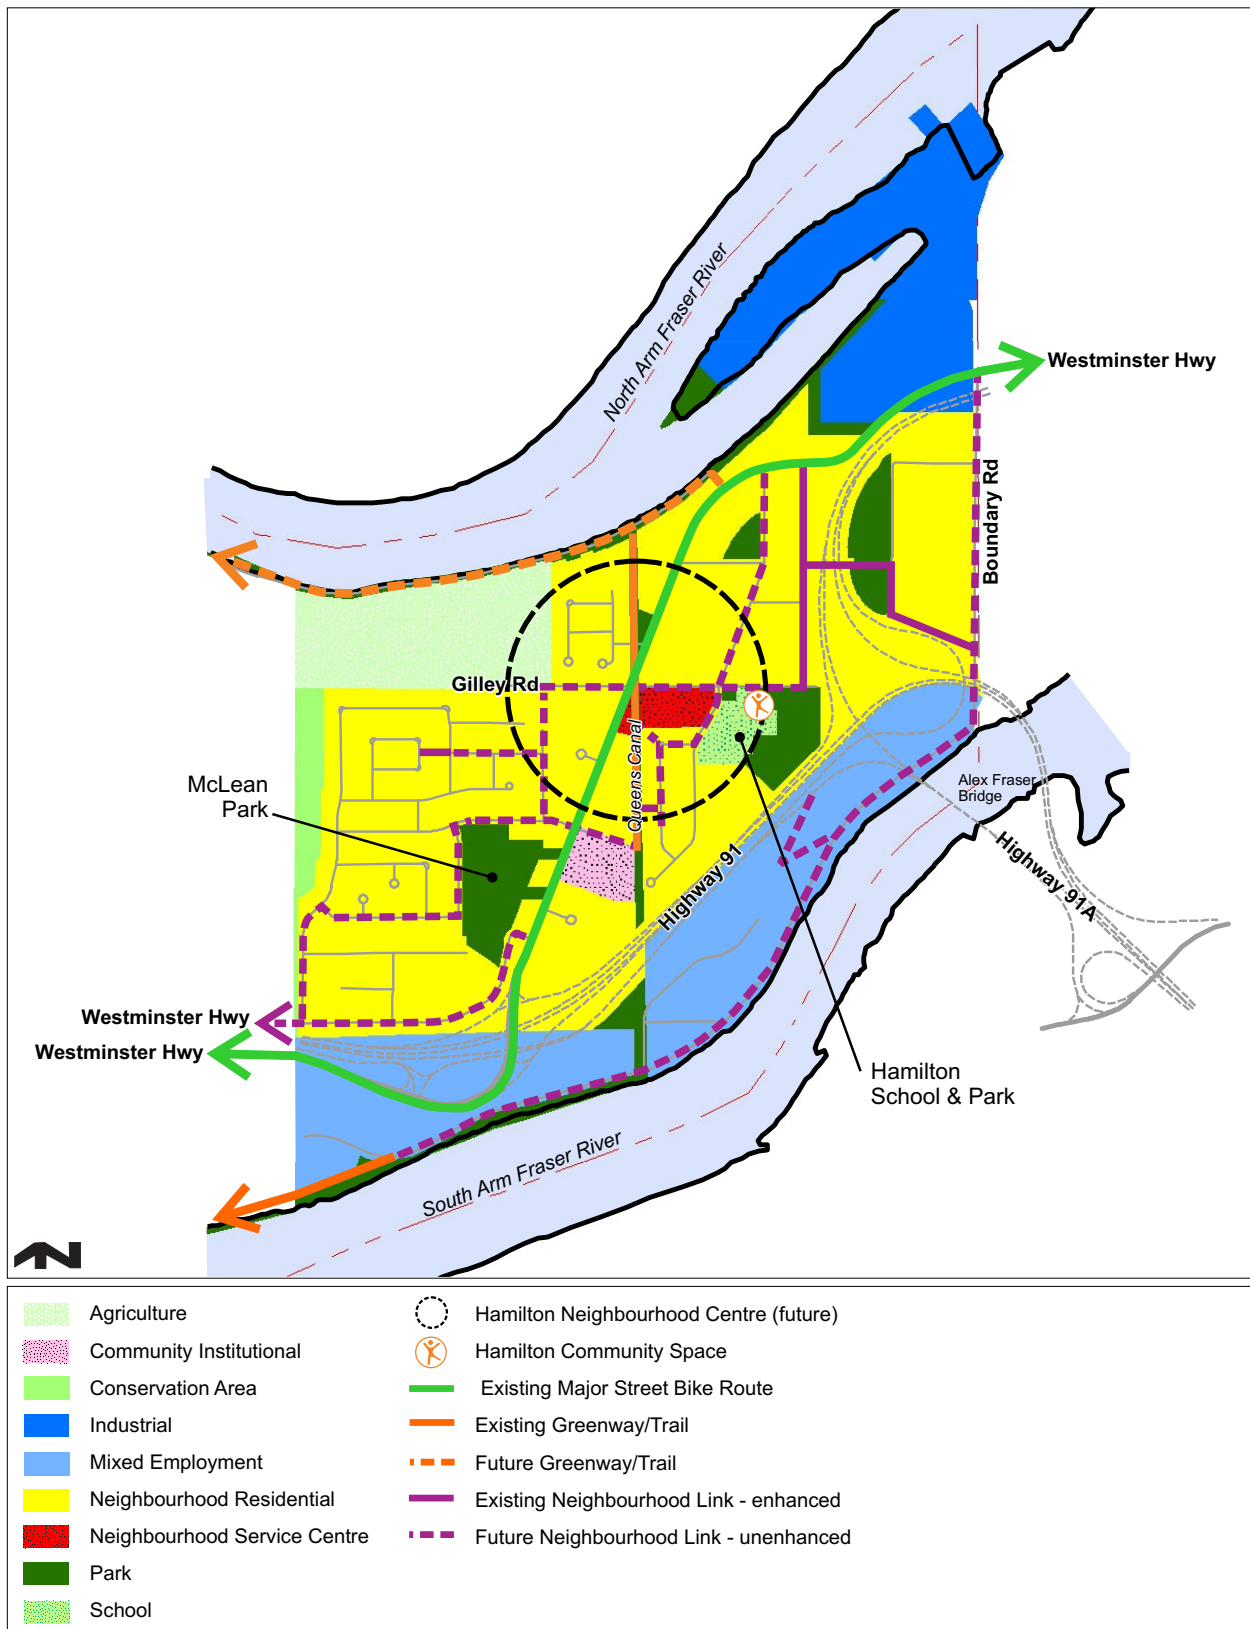 North Arm Fraser River
Westminster Hwy
Boundary Rd
Gilley Rd
Queens Canal
McLean
Park
Alex Fraser
Bridge
Highway 91
Highway 91A
Westminster Hwy
Westminster Hwy
Hamilton
School & Park
South Arm Fraser River
N
Agriculture
Community Institutional
Conservation Area
Industrial
Mixed Employment
Neighbourhood Residential
Neighbourhood Service Centre
Park
School
Hamilton Neighbourhood Centre (future)
Hamilton Community Space
Existing Major Street Bike Route
Existing Greenway/Trail
Future Greenway/Trail
Existing Neighbourhood Link - enhanced
Future Neighbourhood Link - unenhanced